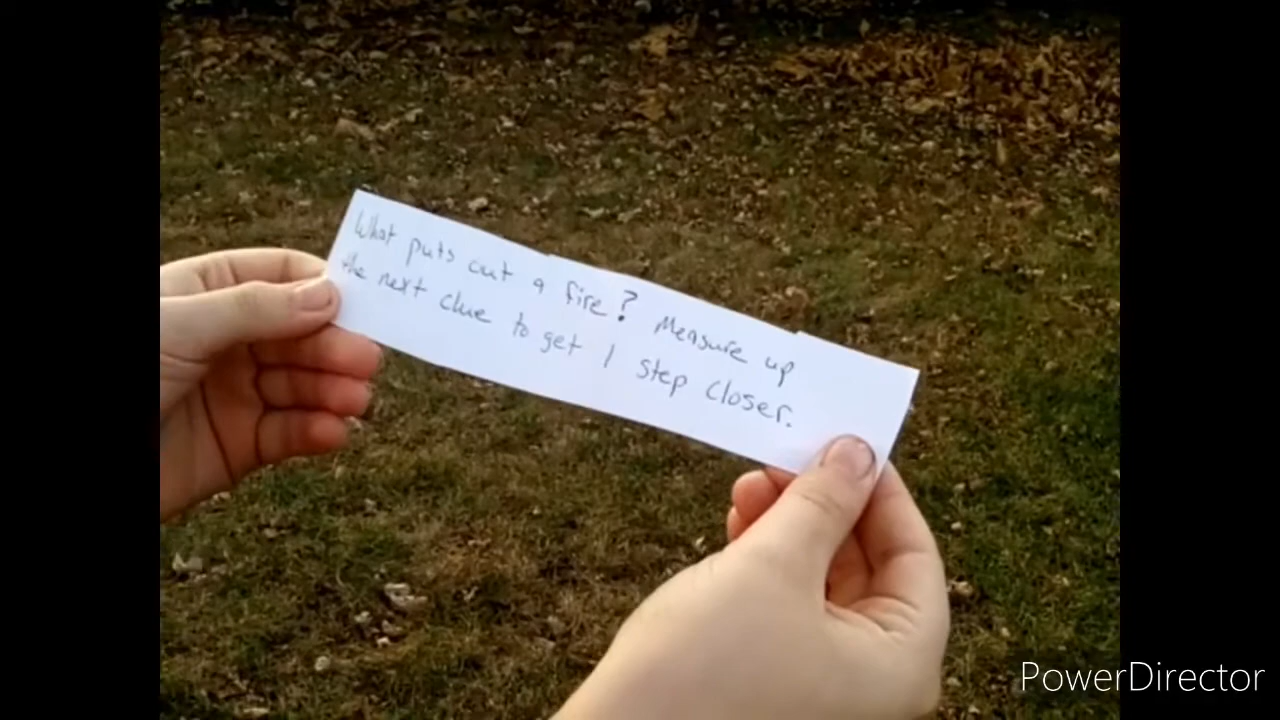 What puts out a fire? Measure up
the next clue to get 1 step closer.
PowerDirector